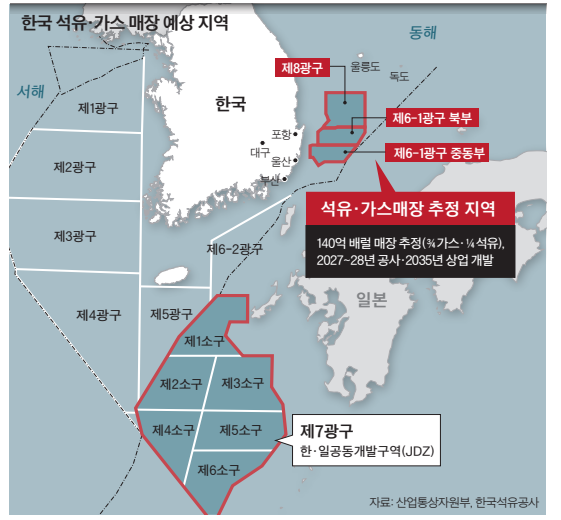 한국 석유·가스 매장 예상 지역
동해
울릉도
제8광구
독도
서해
제1광구
한국
제6-1광구 북부
포항
대구
제6-1광구 중동부
울산
제2광구
부산
석유·가스매장 추정 지역
제3광구
제6-2광구
140억 배럴 매장 추정(¾가스·¼석유),
2027~28년 공사·2035년 상업 개발
제4광구
제5광구
일본
제1소구
제2소구
제3소구
제4소구
제5소구
제7광구
한·일공동개발구역(JDZ)
제6소구
자료: 산업통상자원부, 한국석유공사